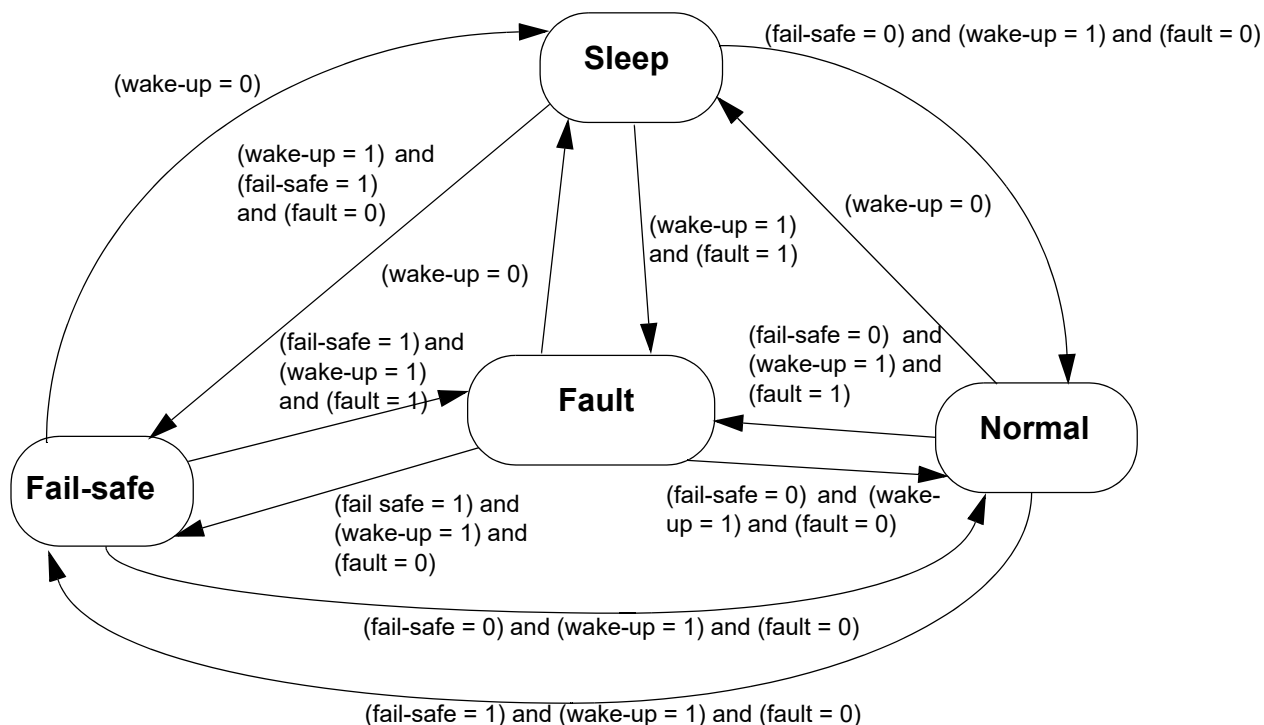 Sleep
(fail-safe = 0) and (wake-up = 1) and (fault = 0)
(wake-up = 0)
(wake-up = 1) and
(fail-safe = 1)
and (fault = 0)
(wake-up = 0)
(wake-up = 1)
and (fault = 1)
(wake-up = 0)
(fail-safe = 1) and
(wake-up = 1)
and (fault = 1)
(fail-safe = 0) and
(wake-up = 1) and
(fault = 1)
Fault
Normal
Fail-safe
(fail safe = 1) and
(wake-up = 1) and
(fault = 0)
(fail-safe = 0) and (wake-
up = 1) and (fault = 0)
(fail-safe = 0) and (wake-up = 1) and (fault = 0)
(fail-safe = 1) and (wake-up = 1) and (fault = 0)